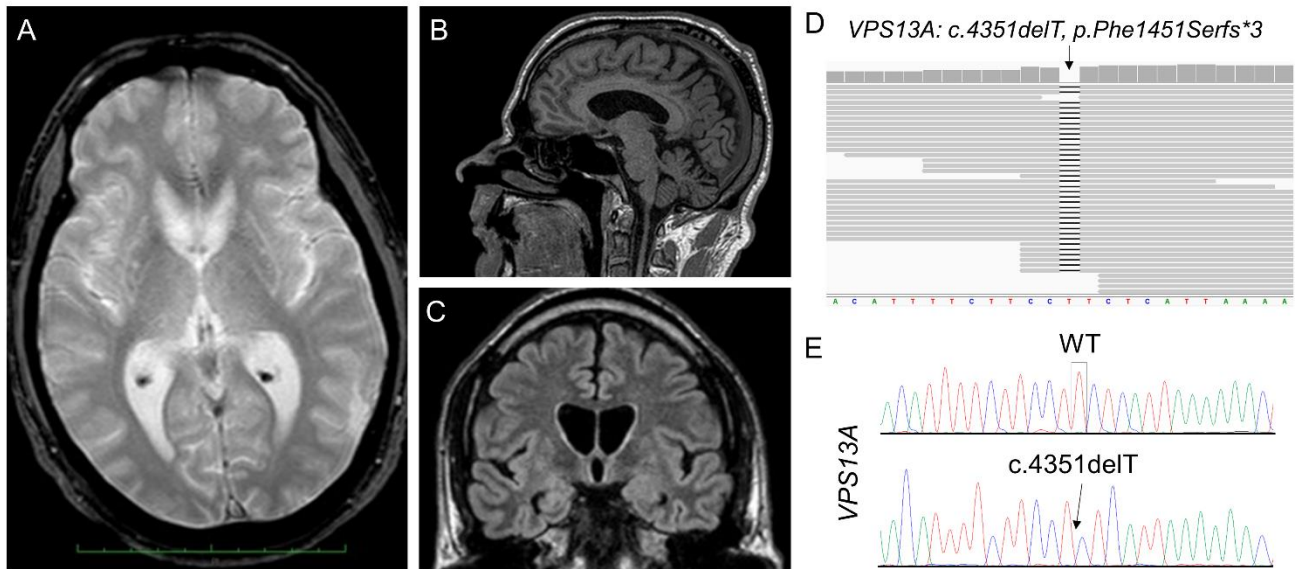 A
B
C
D
VPS13A: c.4351delT, p.Phe1451Serfs*3
A C A T T T T C T T C C T T C T C A T T A A A A
E
WT
c.4351delT
VPS13A